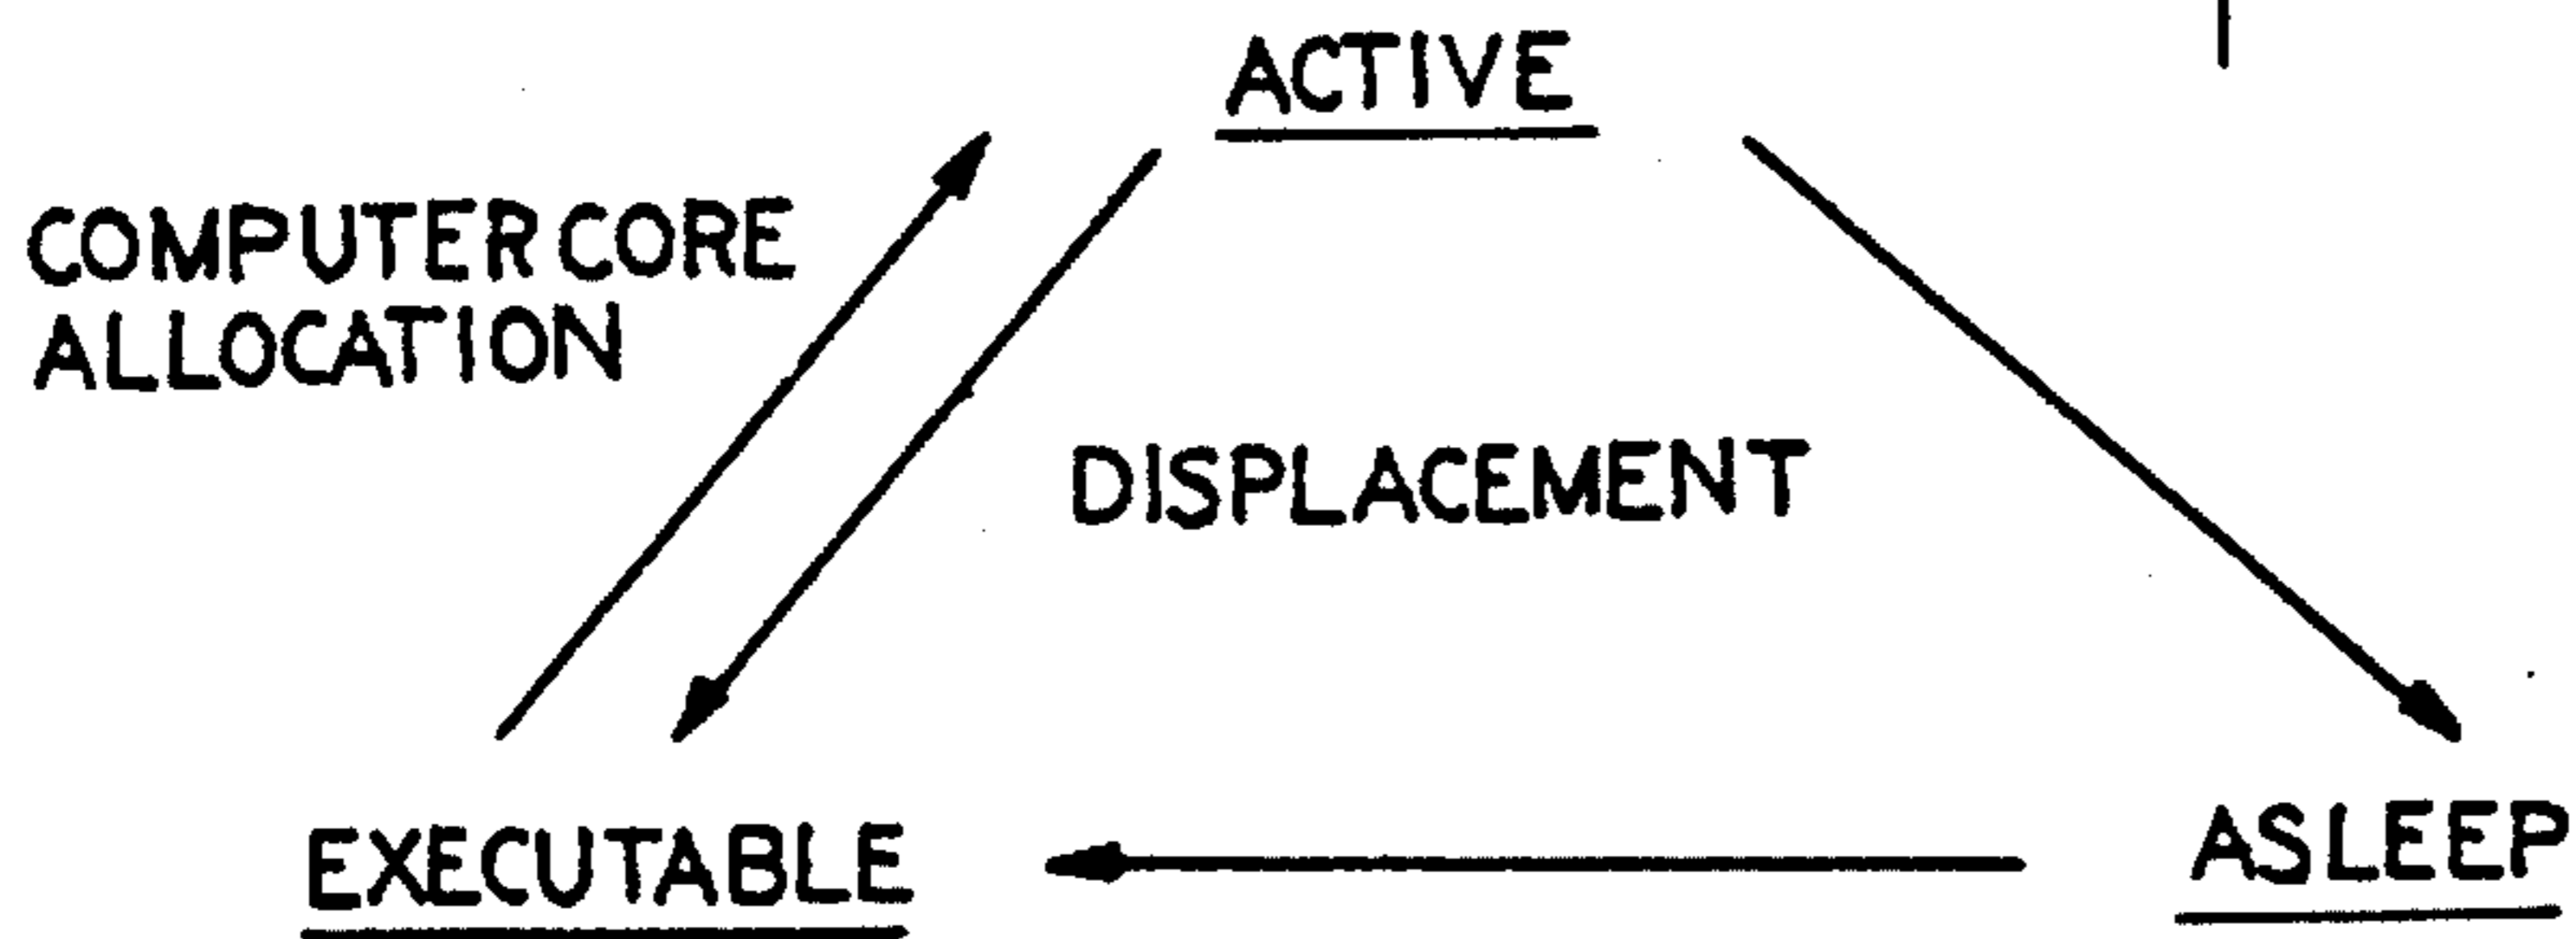 ACTIVE
COMPUTER CORE
ALLOCATION
DISPLACEMENT
EXECUTABLE
ASLEEP